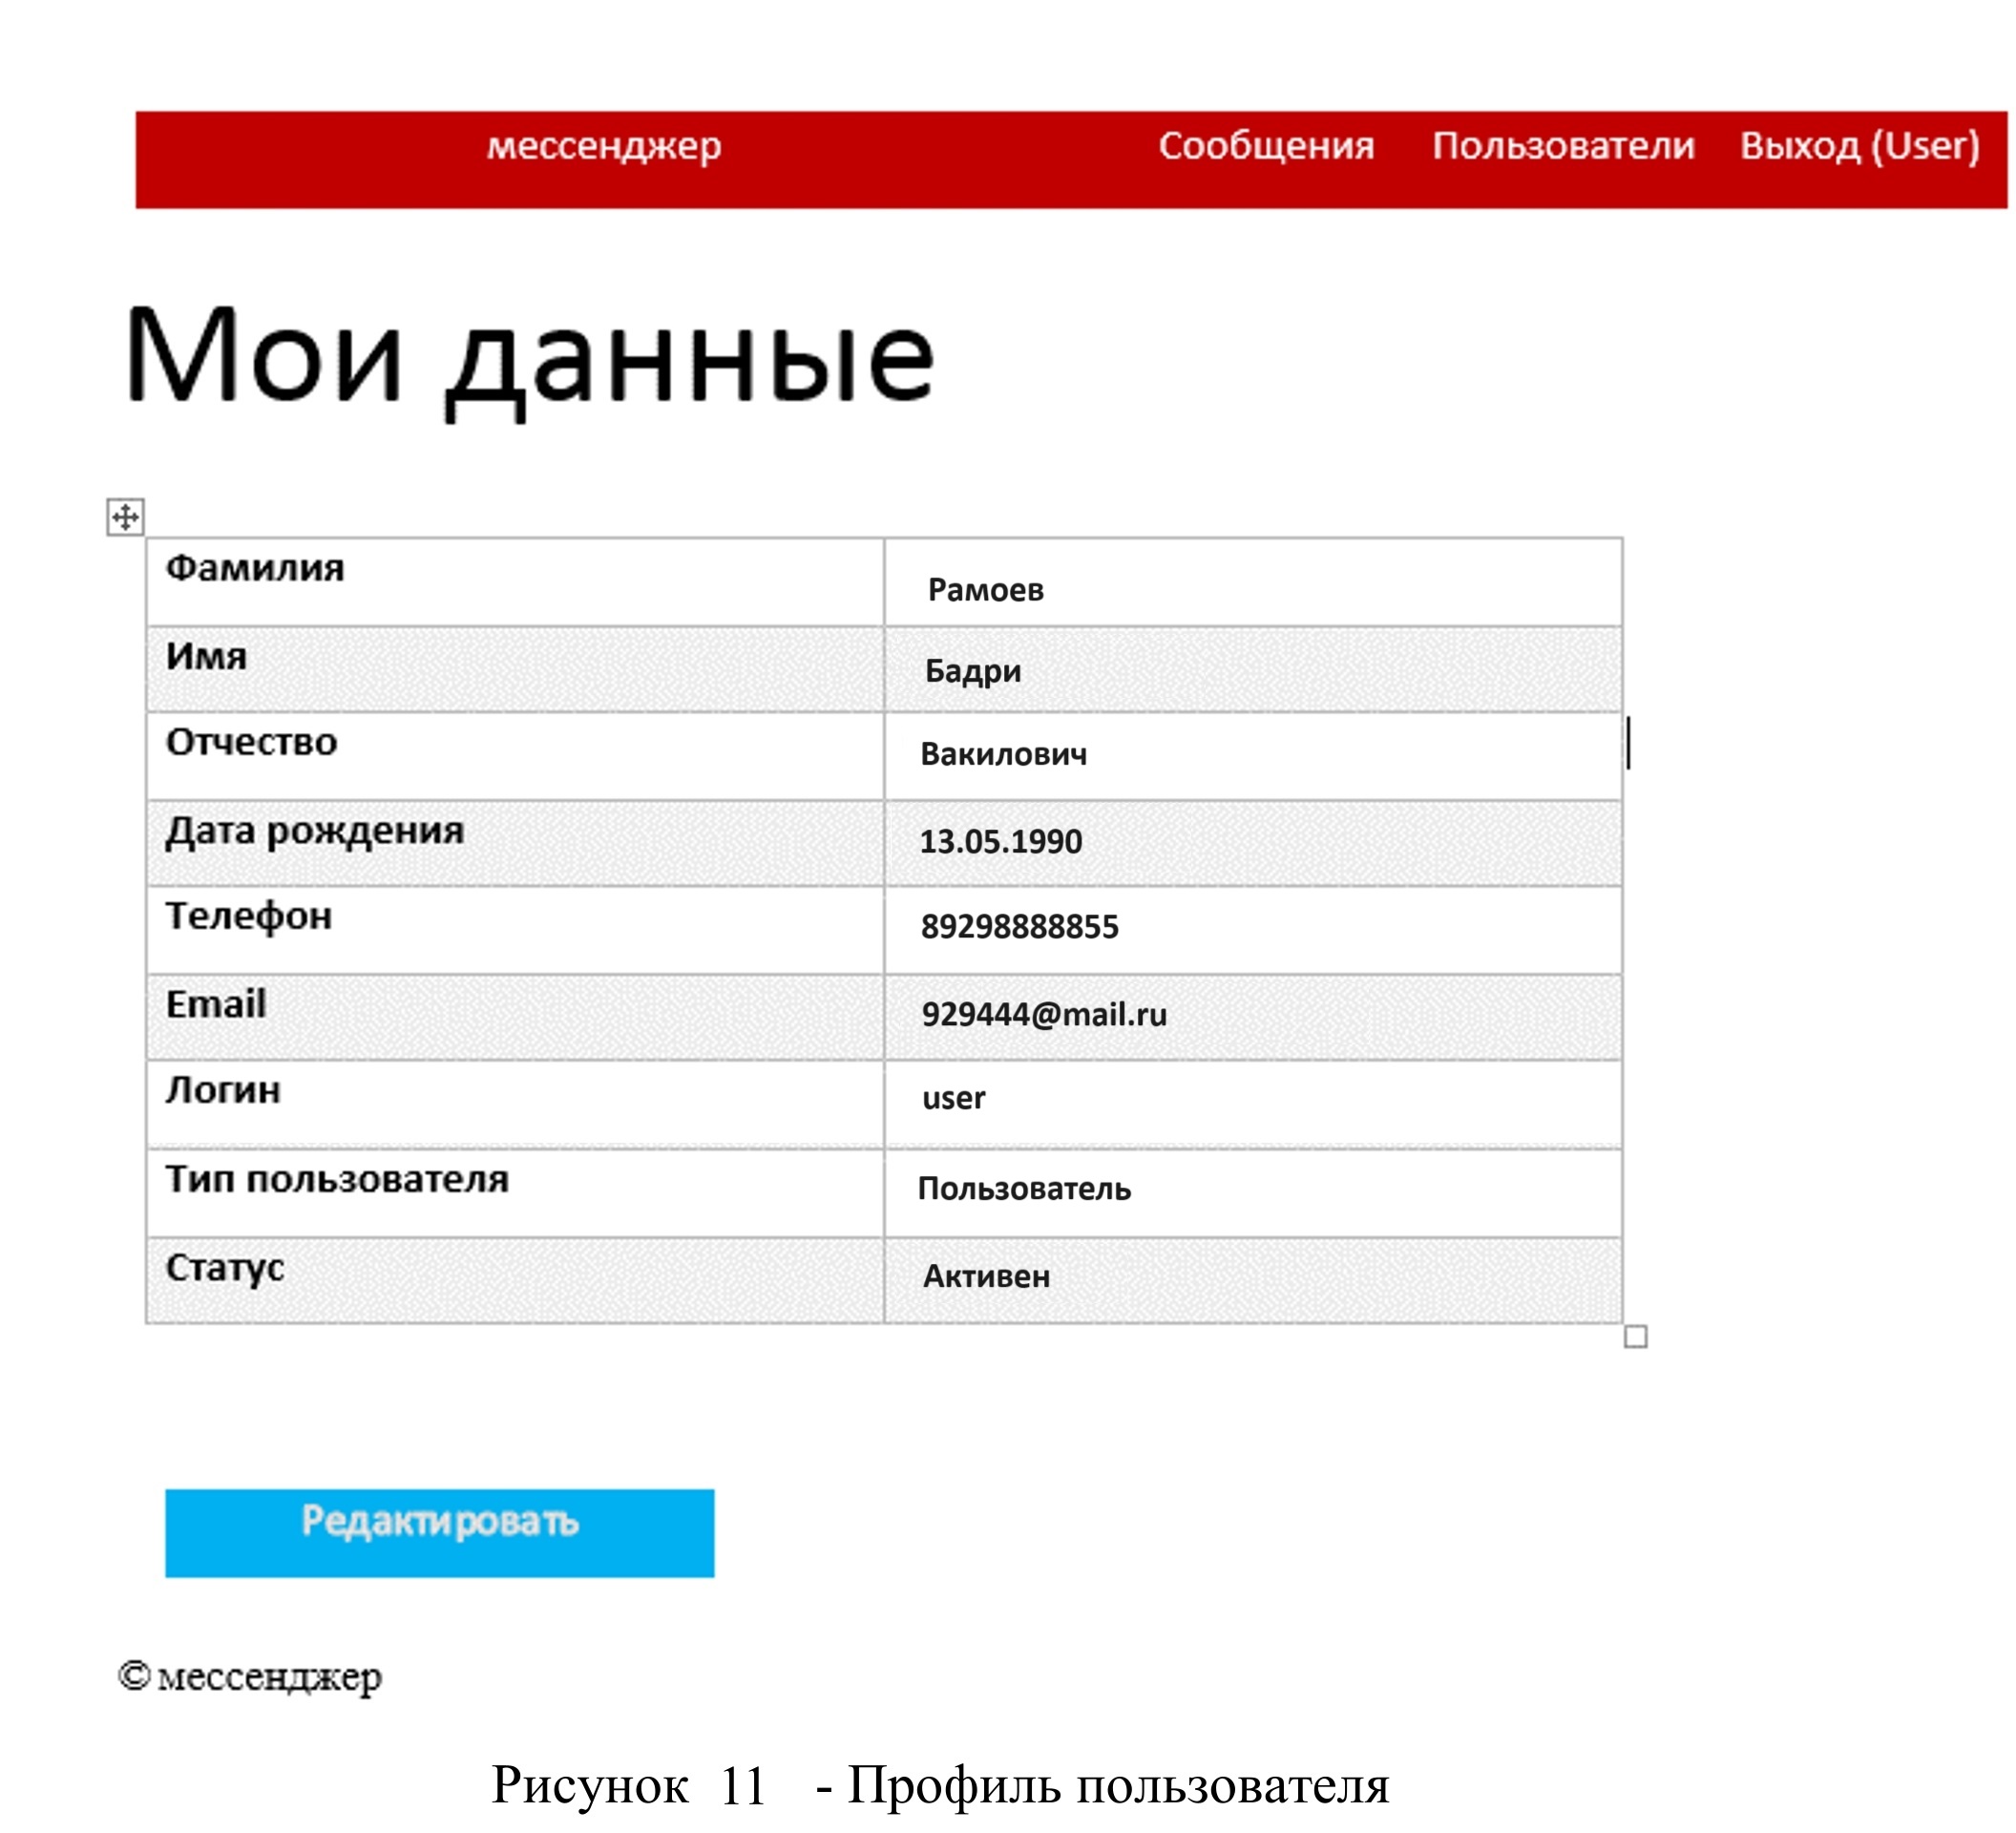 мессенджер Сообщения Пользователи Выход (User)
Мои данные
Фамилия Рамоев
Имя Бадри
Отчество Вакилович
Дата рождения 13.05.1990
Телефон 89298888855
Email 929444@mail.ru
Логин user
Тип пользователя Пользователь
Статус Активен
Редактировать
© мессенджер
Рисунок 11 - Профиль пользователя